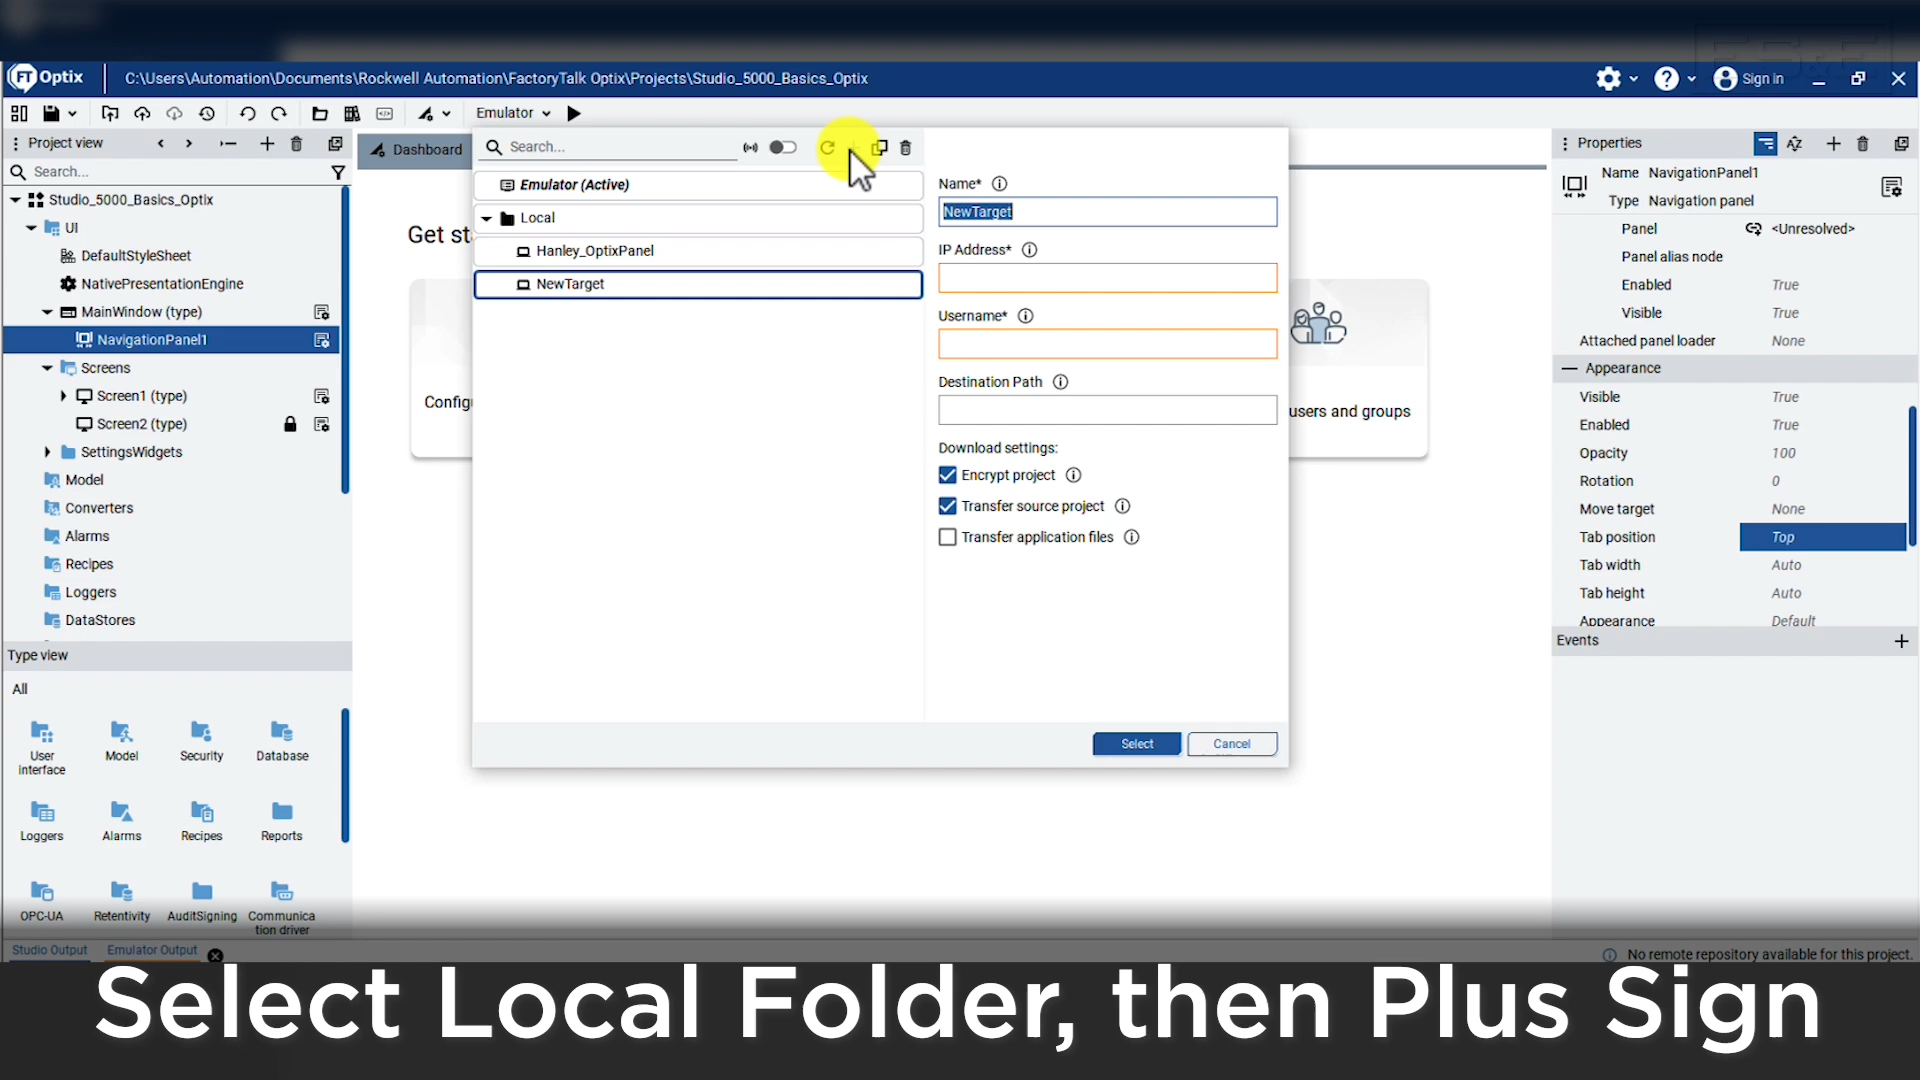 FT Optix
C:\Users\Automation\Documents\Rockwell Automation\FactoryTalk Optix\Projects\Studio_5000_Basics_Optix
Sign in
Emulator
Project view
Search...
Studio_5000_Basics_Optix
UI
DefaultStyleSheet
NativePresentationEngine
MainWindow (type)
NavigationPanel1
Screens
Screen1 (type)
Screen2 (type)
SettingsWidgets
Model
Converters
Alarms
Recipes
Loggers
DataStores
Type view
All
User interface
Model
Security
Database
Loggers
Alarms
Recipes
Reports
OPC-UA
Retentivity
AuditSigning
Communica
tion driver
Studio Output
Emulator Output
Dashboard
Get st
Config
users and groups
Search...
Emulator (Active)
Local
Hanley_OptixPanel
NewTarget
Name*
NewTarget
IP Address*
Username*
Destination Path
Download settings:
Encrypt project
Transfer source project
Transfer application files
Select
Cancel
Properties
Name NavigationPanel1
Type Navigation panel
Panel <Unresolved>
Panel alias node
Enabled True
Visible True
Attached panel loader None
Appearance
Visible True
Enabled True
Opacity 100
Rotation 0
Move target None
Tab position Top
Tab width Auto
Tab height Auto
Appearance Default
Events
No remote repository available for this project.
Select Local Folder, then Plus Sign